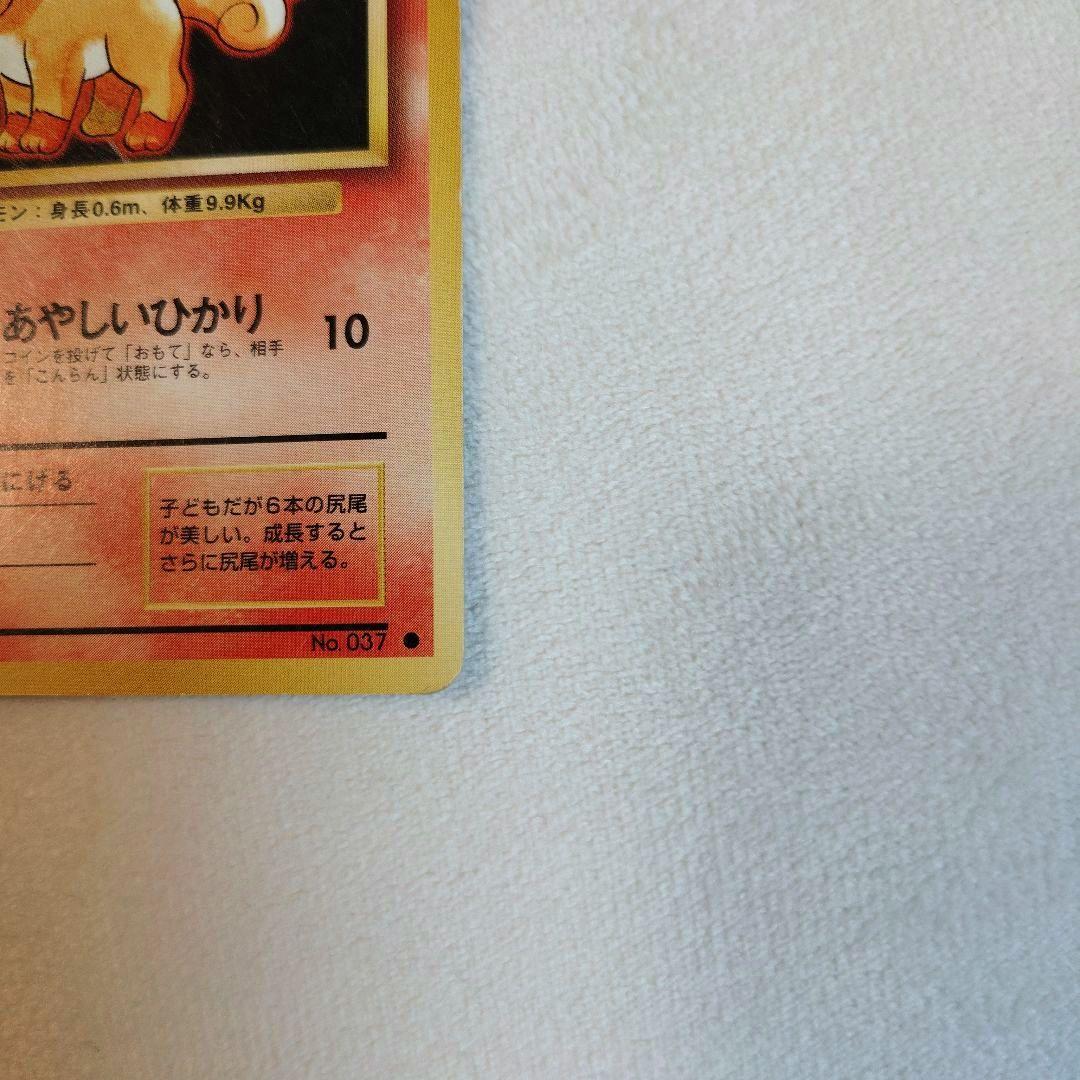 モン：身長0.6m、体重9.9Kg
あやしいひかり 10
コインを投げて「おもて」なら、相手
を「こんらん」状態にする。
にげる
子どもだが6本の尻尾
が美しい。成長すると
さらに尻尾が増える。
No. 037 ●